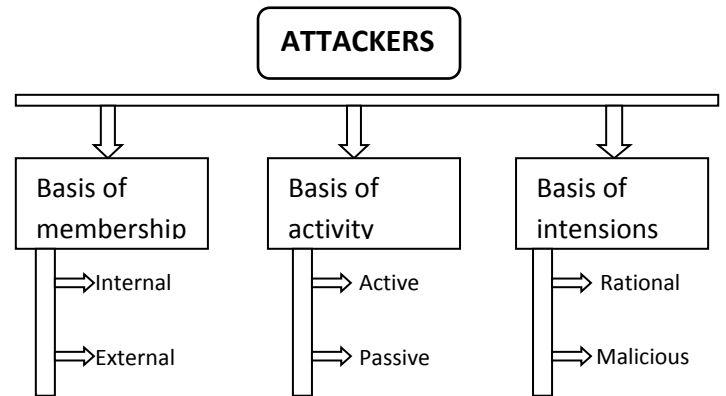 ATTACKERS
Basis of
membership
Internal
External
Basis of
activity
Active
Passive
Basis of
intensions
Rational
Malicious